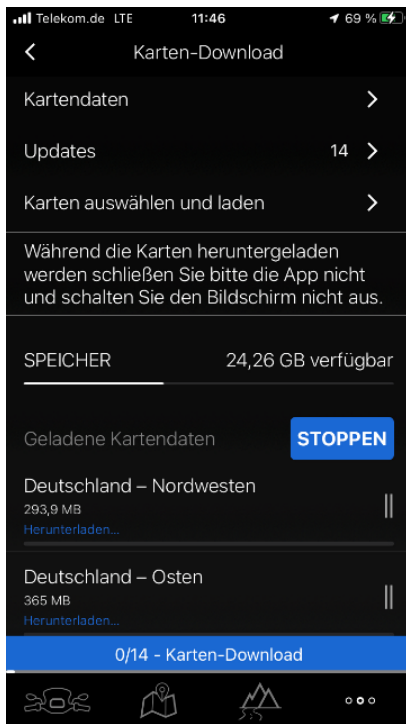 Telekom.de LTE 11:46 69 %
Karten-Download
Kartendaten
Updates 14
Karten auswählen und laden
Während die Karten heruntergeladen
werden schließen Sie bitte die App nicht
und schalten Sie den Bildschirm nicht aus.
SPEICHER 24,26 GB verfügbar
Geladene Kartendaten STOPPEN
Deutschland – Nordwesten
293,9 MB
Herunterladen...
Deutschland – Osten
365 MB
Herunterladen...
0/14 - Karten-Download